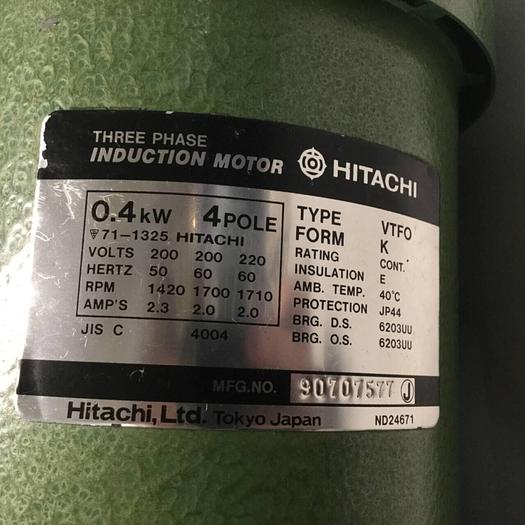 THREE PHASE
INDUCTION MOTOR HITACHI
0.4kW 4POLE
71-1325 HITACHI
VOLTS 200 200 220
HERTZ 50 60 60
RPM 1420 1700 1710
AMP'S 2.3 2.0 2.0
JIS C 4004
TYPE VTFO
FORM K
RATING CONT.
INSULATION E
AMB. TEMP. 40°C
PROTECTION JP44
BRG. D.S. 6203UU
BRG. O.S. 6203UU
MFG.NO. 90707577 J
Hitachi, Ltd. Tokyo Japan ND24671